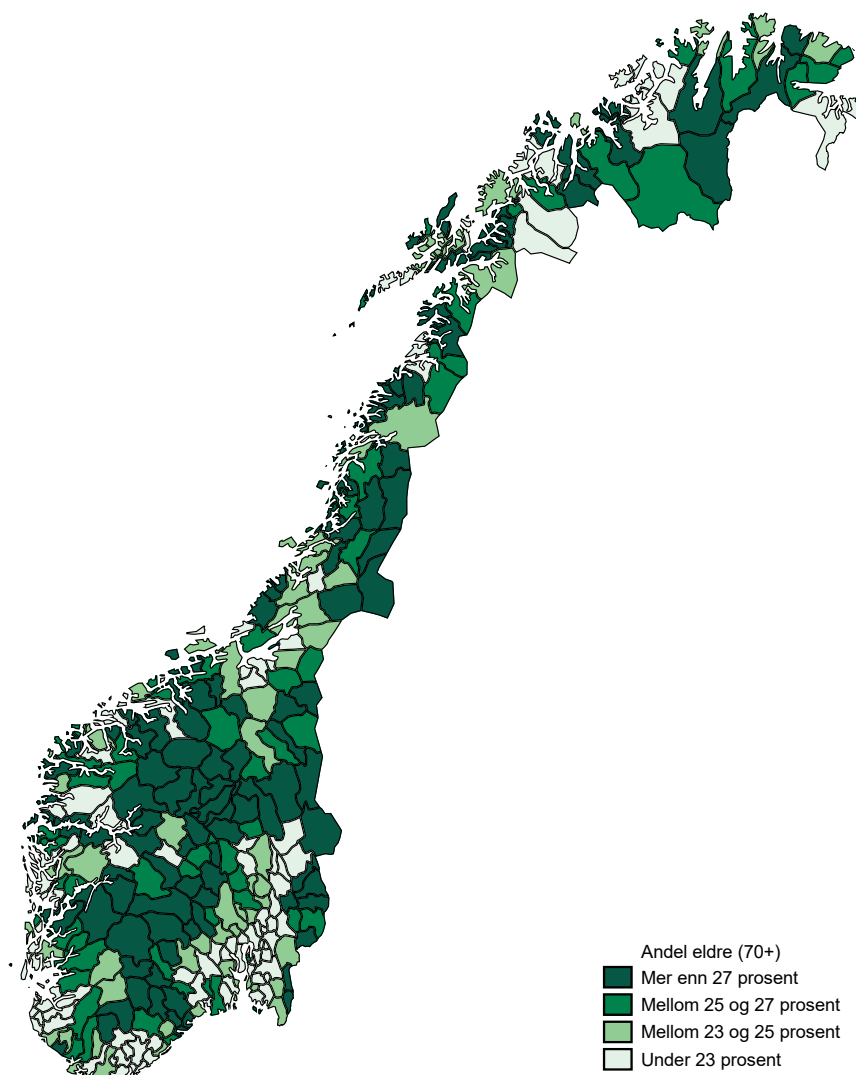 Andel eldre (70+)
Mer enn 27 prosent
Mellom 25 og 27 prosent
Mellom 23 og 25 prosent
Under 23 prosent